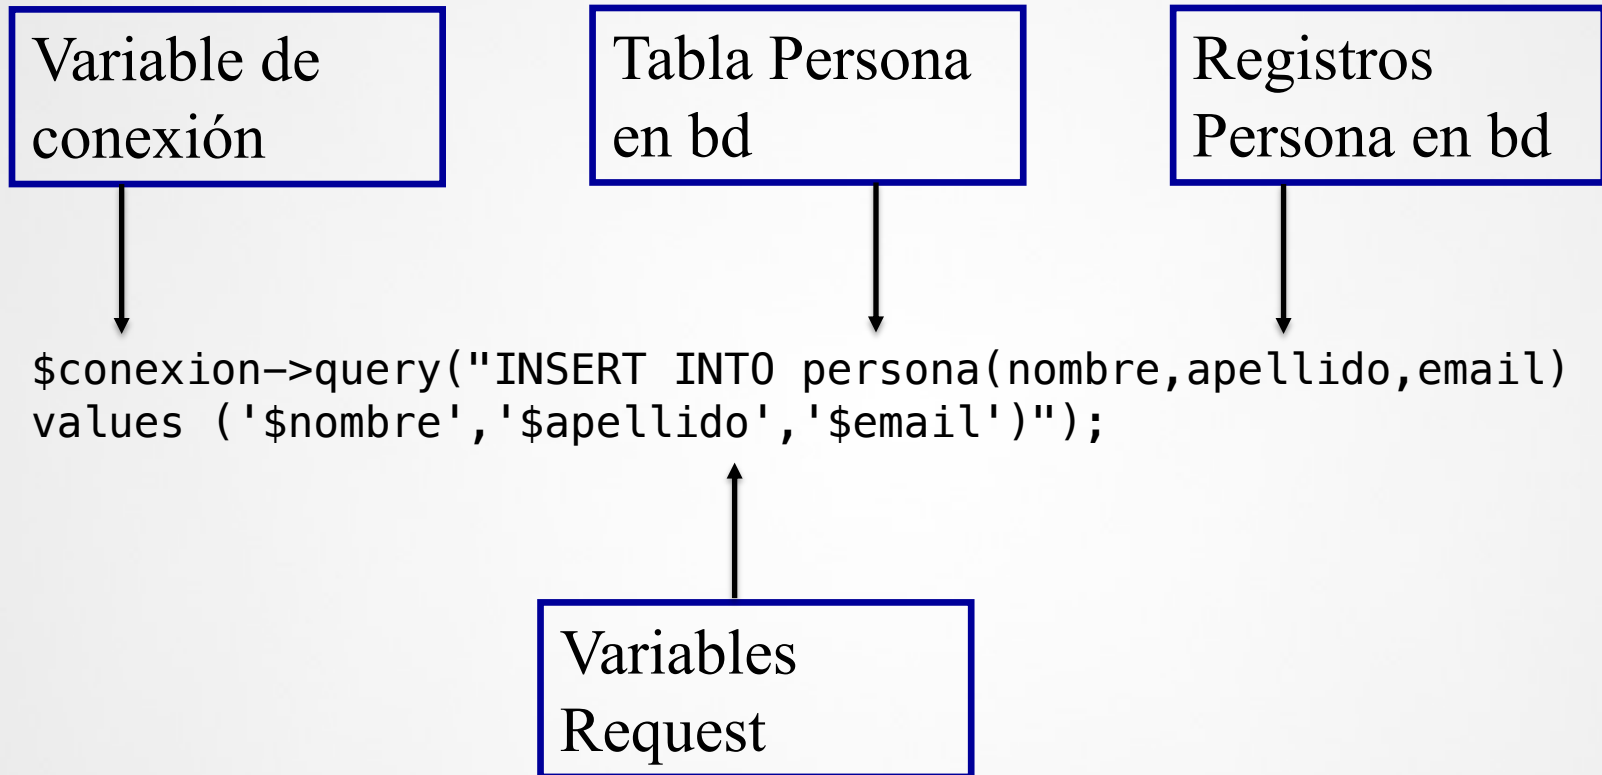 Variable de
conexión
Tabla Persona
en bd
Registros
Persona en bd
$conexion->query("INSERT INTO persona(nombre,apellido,email)
values ('$nombre','$apellido','$email')");
Variables
Request